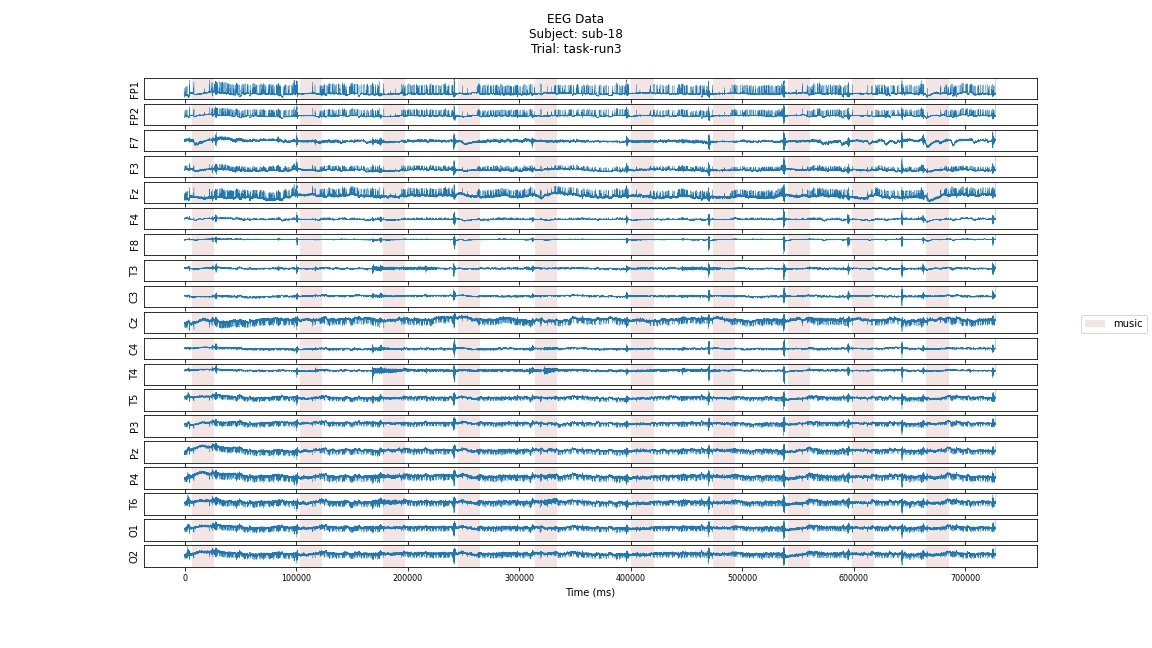 EEG Data
Subject: sub-18
Trial: task-run3
FP1
FP2
F7
F3
Fz
F4
F8
T3
C3
Cz
C4
T4
T5
P3
Pz
P4
T6
O1
O2
music
0 100000 200000 300000 400000 500000 600000 700000
Time (ms)